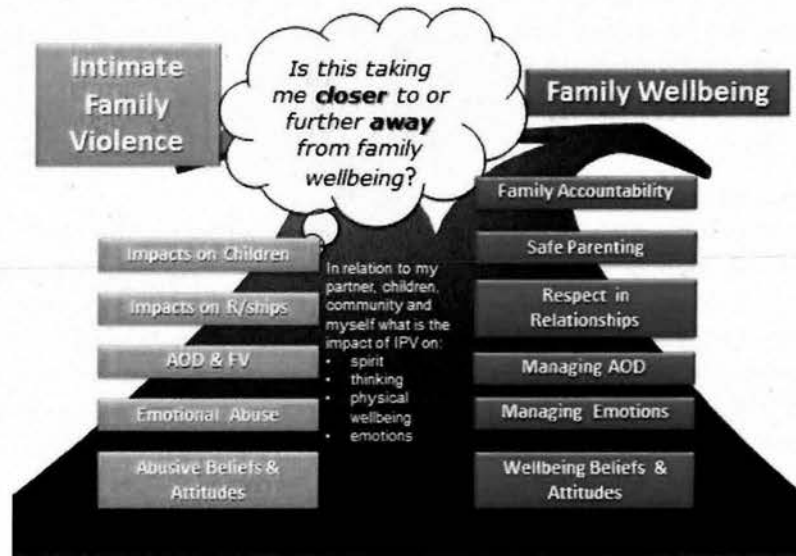 Intimate
Family
Violence
Is this taking
me closer to or
further away
from family
wellbeing?
Family Wellbeing
Impacts on Children
Impacts on R/ships
AOD & FV
Emotional Abuse
Abusive Beliefs &
Attitudes
In relation to my
partner, children,
community and
myself what is the
impact of IPV on:
• spirit
• thinking
• physical
wellbeing
• emotions
Family Accountability
Safe Parenting
Respect in
Relationships
Managing AOD
Managing Emotions
Wellbeing Beliefs &
Attitudes